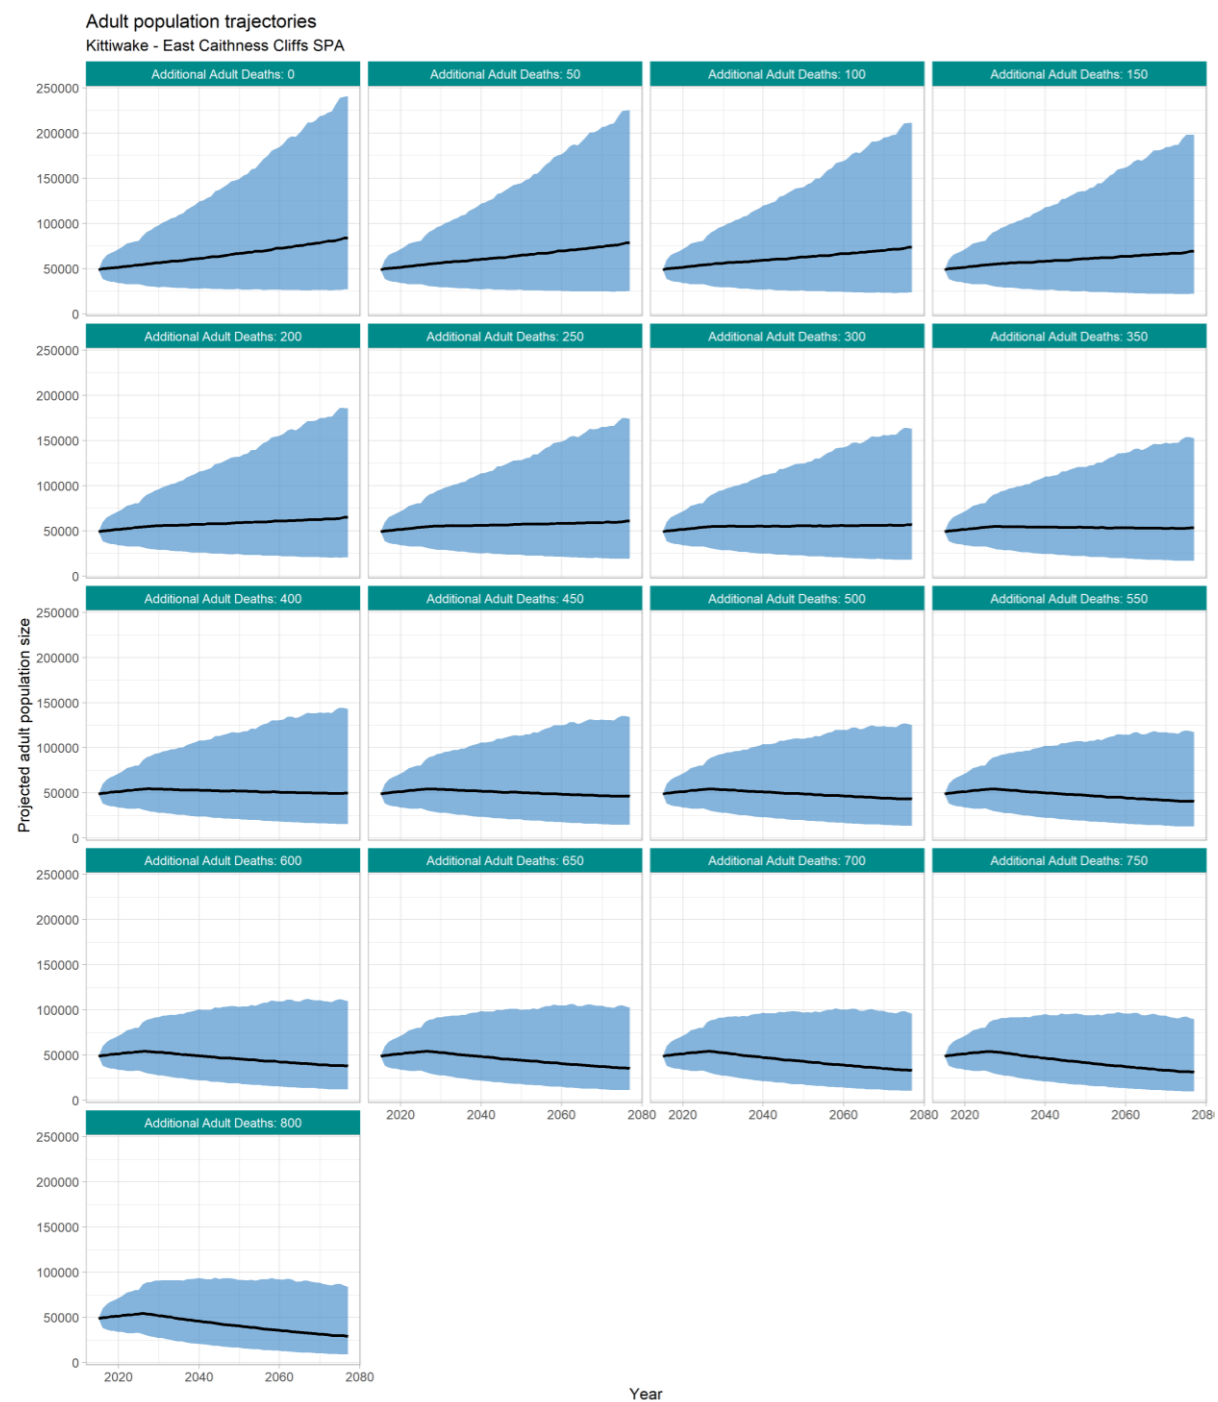 Adult population trajectories
Kittiwake - East Caithness Cliffs SPA
Additional Adult Deaths: 0
Additional Adult Deaths: 50
Additional Adult Deaths: 100
Additional Adult Deaths: 150
250000
200000
150000
100000
50000
0
Additional Adult Deaths: 200
Additional Adult Deaths: 250
Additional Adult Deaths: 300
Additional Adult Deaths: 350
250000
200000
150000
100000
50000
0
Additional Adult Deaths: 400
Additional Adult Deaths: 450
Additional Adult Deaths: 500
Additional Adult Deaths: 550
250000
200000
150000
100000
50000
0
Projected adult population size
Additional Adult Deaths: 600
Additional Adult Deaths: 650
Additional Adult Deaths: 700
Additional Adult Deaths: 750
250000
200000
150000
100000
50000
0
2020 2040 2060 2080
2020 2040 2060 2080
2020 2040 2060 208
Additional Adult Deaths: 800
250000
200000
150000
100000
50000
0
2020 2040 2060 2080
Year